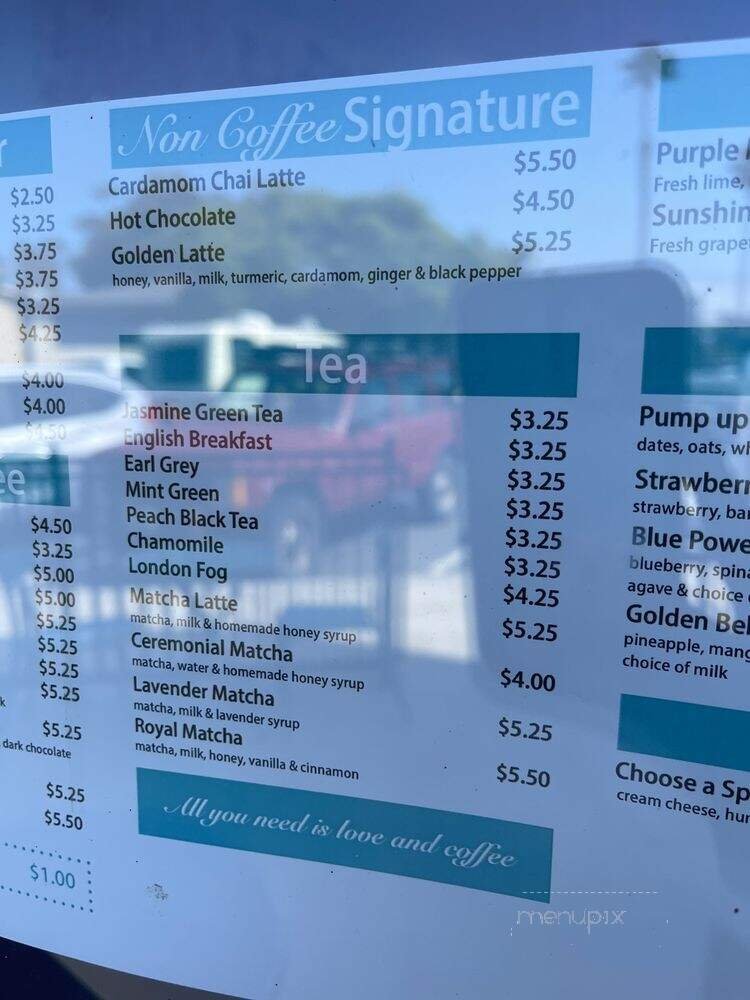 r
$2.50
$3.25
$3.75
$3.75
$3.25
$4.25
$4.00
$4.00
$4.50
ee
$4.50
$3.25
$5.00
$5.00
$5.25
$5.25
$5.25
$5.25
k
$5.25
dark chocolate
$5.25
$5.50
$1.00
Non Coffee Signature
Cardamom Chai Latte $5.50
Hot Chocolate $4.50
Golden Latte $5.25
honey, vanilla, milk, turmeric, cardamom, ginger & black pepper
Tea
Jasmine Green Tea $3.25
English Breakfast $3.25
Earl Grey $3.25
Mint Green $3.25
Peach Black Tea $3.25
Chamomile $3.25
London Fog $4.25
Matcha Latte $5.25
matcha, milk & homemade honey syrup
Ceremonial Matcha $4.00
matcha, water & homemade honey syrup
Lavender Matcha $5.25
matcha, milk & lavender syrup
Royal Matcha $5.50
matcha, milk, honey, vanilla & cinnamon
All you need is love and coffee
Purple
Fresh lime,
Sunshin
Fresh grape
Pump up
dates, oats, wh
Strawberr
strawberry, ba
Blue Powe
blueberry, spina
agave & choice
Golden Be
pineapple, mang
choice of milk
Choose a Sp
cream cheese, hu
menupix